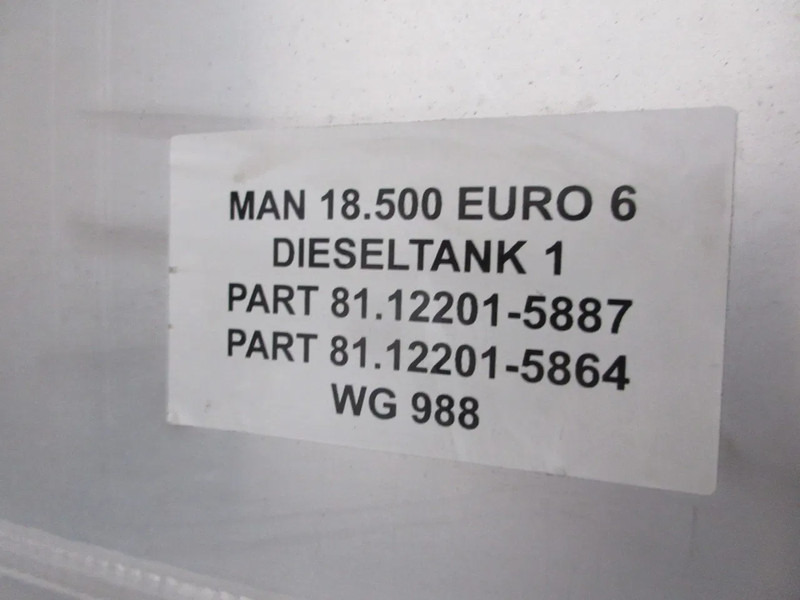 MAN 18.500 EURO 6
DIESELTANK 1
PART 81.12201-5887
PART 81.12201-5864
WG 988